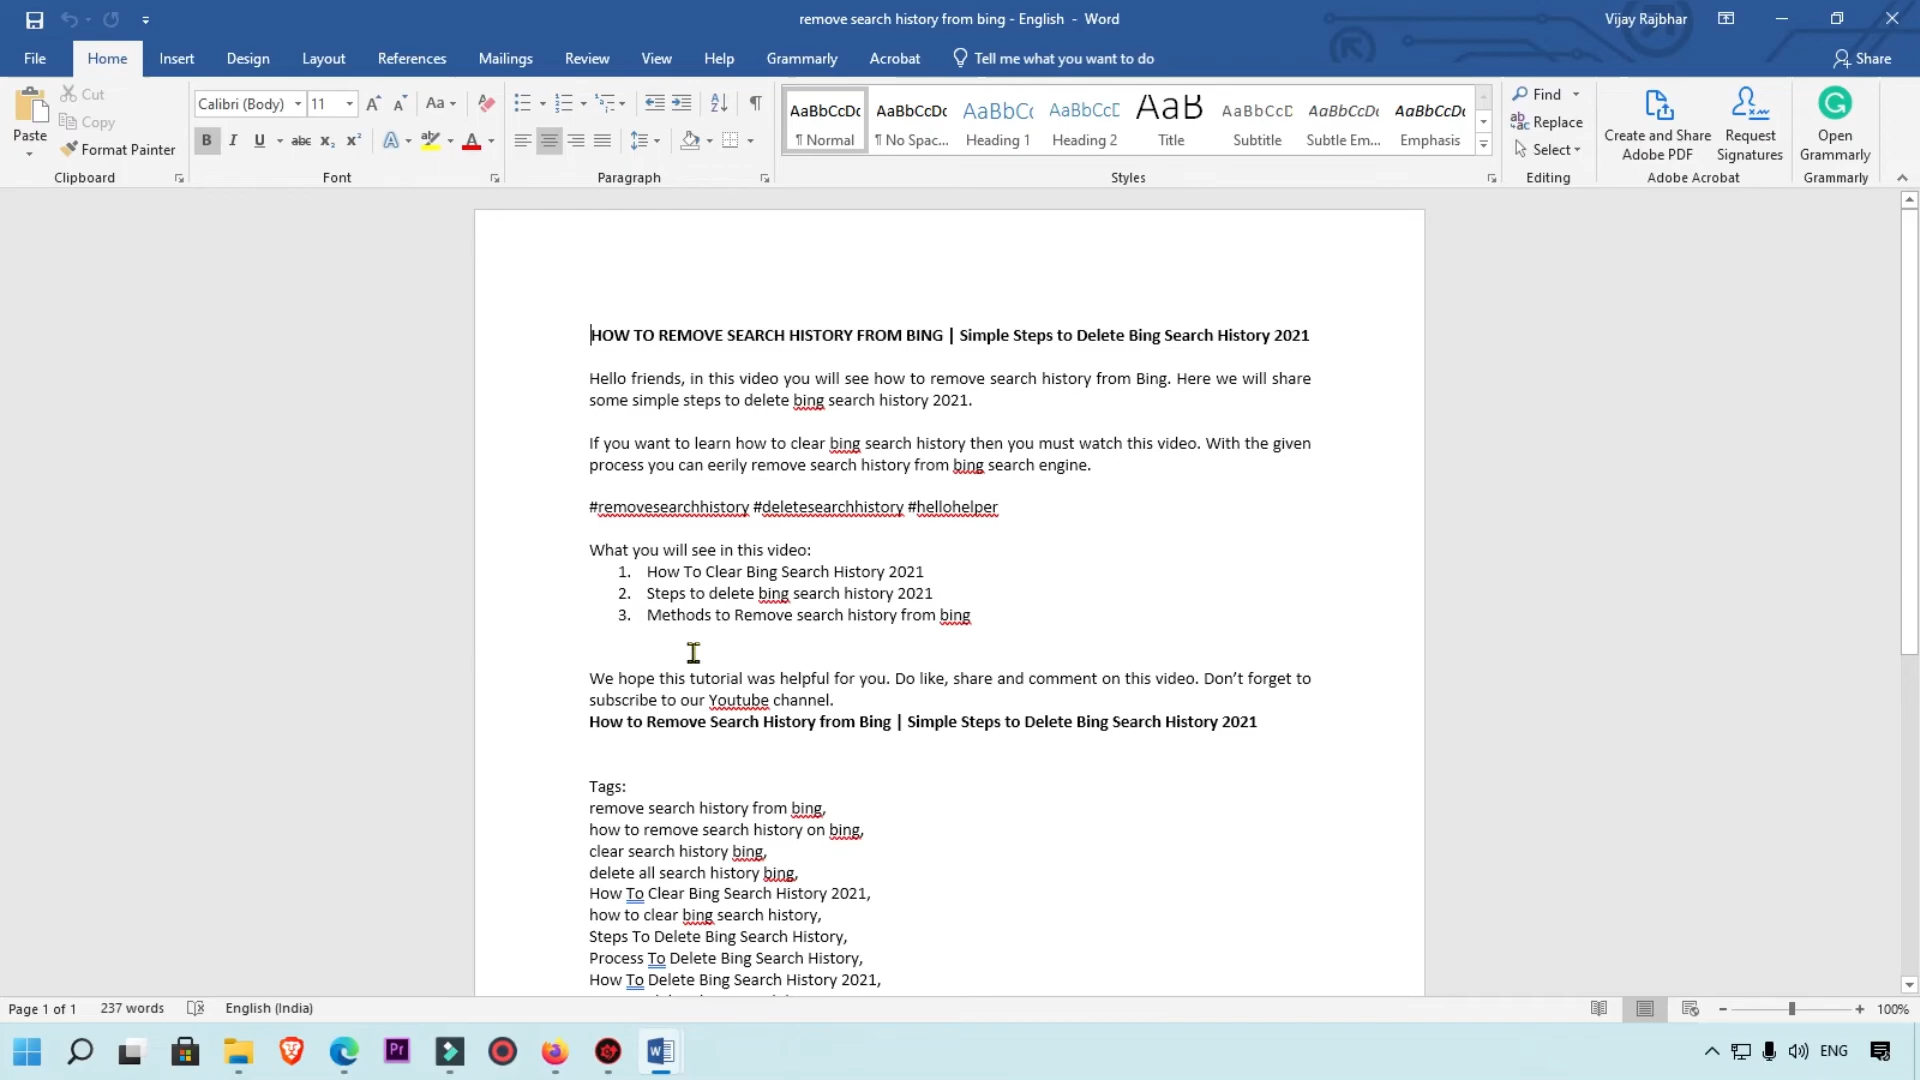 remove search history from bing - English - Word
Vijay Rajbhar
File Home Insert Design Layout References Mailings Review View Help Grammarly Acrobat Tell me what you want to do Share
Paste
Cut
Copy
Format Painter
Clipboard
Calibri (Body) 11
Font
Paragraph
AaBbCcDc AaBbCcDc AaBbCc AaBbCcD AaB AaBbCcD AaBbCcDc AaBbCcDc
¶ Normal ¶ No Spac... Heading 1 Heading 2 Title Subtitle Subtle Em... Emphasis
Styles
Find
Replace
Select
Editing
Create and Share Adobe PDF
Request Signatures
Adobe Acrobat
Open Grammarly
Grammarly
HOW TO REMOVE SEARCH HISTORY FROM BING | Simple Steps to Delete Bing Search History 2021
Hello friends, in this video you will see how to remove search history from Bing. Here we will share
some simple steps to delete bing search history 2021.
If you want to learn how to clear bing search history then you must watch this video. With the given
process you can eerily remove search history from bing search engine.
#removesearchhistory #deletesearchhistory #hellohelper
What you will see in this video:
1. How To Clear Bing Search History 2021
2. Steps to delete bing search history 2021
3. Methods to Remove search history from bing
We hope this tutorial was helpful for you. Do like, share and comment on this video. Don't forget to
subscribe to our Youtube channel.
How to Remove Search History from Bing | Simple Steps to Delete Bing Search History 2021
Tags:
remove search history from bing,
how to remove search history on bing,
clear search history bing,
delete all search history bing,
How To Clear Bing Search History 2021,
how to clear bing search history,
Steps To Delete Bing Search History,
Process To Delete Bing Search History,
How To Delete Bing Search History 2021,
Page 1 of 1 237 words English (India) 100%
Pr
ENG